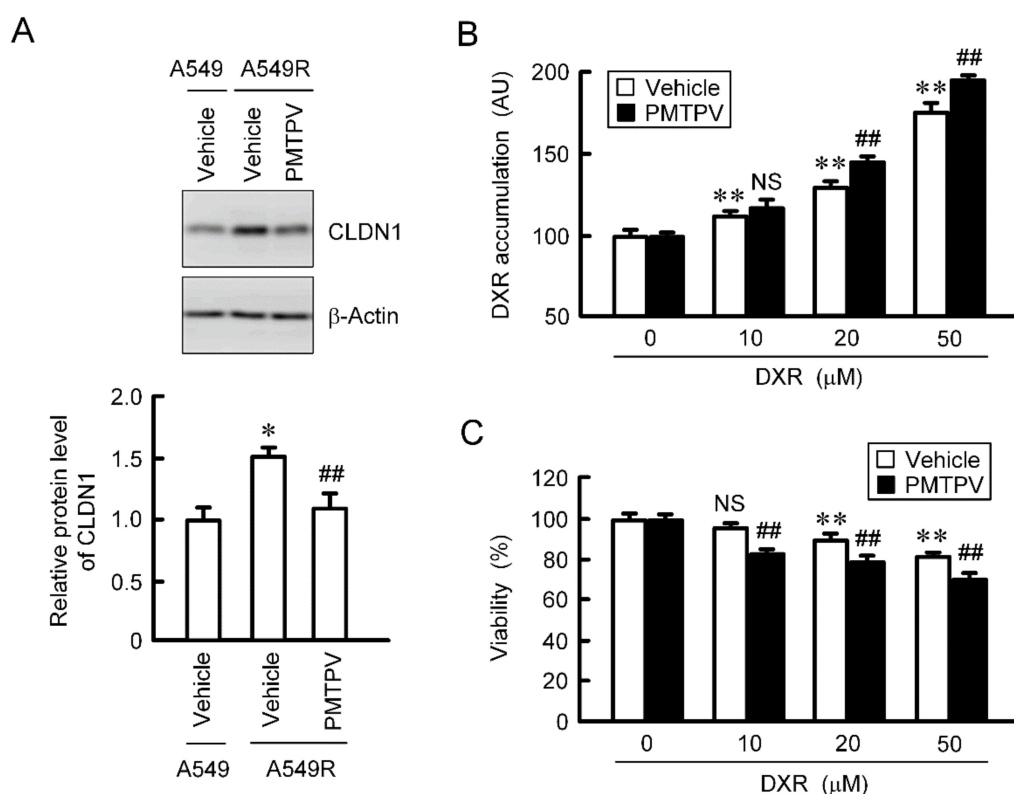 A
A549 A549R
Vehicle Vehicle PMTPV
CLDN1
β-Actin
Relative protein level
of CLDN1
2.0
1.5
1.0
0.5
0
*
##
Vehicle Vehicle PMTPV
A549 A549R
B
DXR accumulation (AU)
200
150
100
50
Vehicle
PMTPV
** NS ** ## ** ##
0 10 20 50
DXR (μM)
C
Viability (%)
120
100
80
60
40
20
0
Vehicle
PMTPV
NS ## ** ## ** ##
0 10 20 50
DXR (μM)